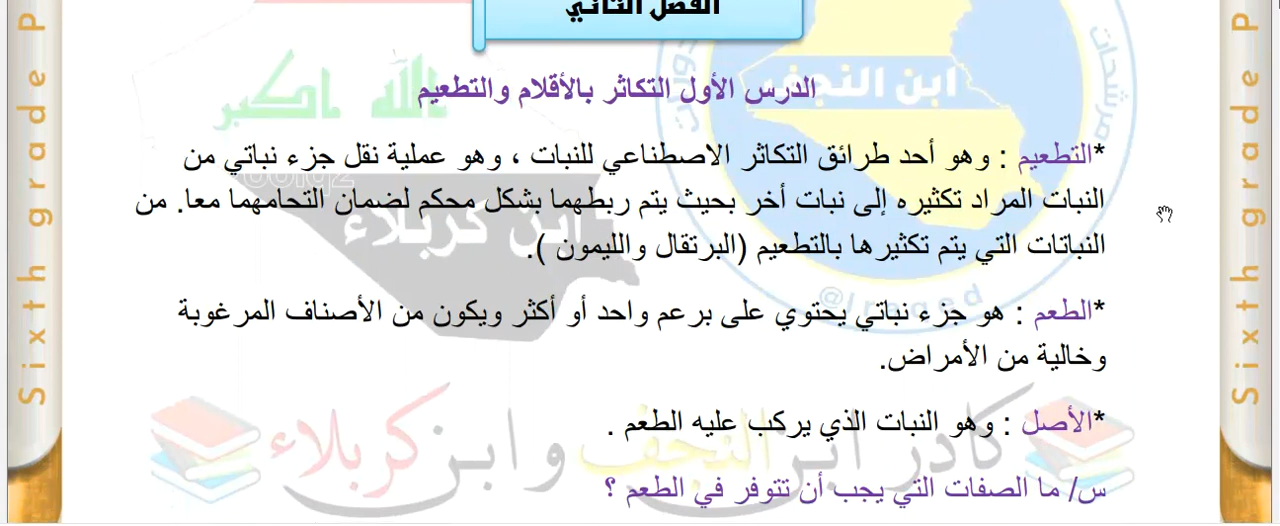 الفصل الثاني
الدرس الأول التكاثر بالأقلام والتطعيم
*التطعيم : وهو أحد طرائق التكاثر الاصطناعي للنبات ، وهو عملية نقل جزء نباتي من
النبات المراد تكثيره إلى نبات أخر بحيث يتم ربطهما بشكل محكم لضمان التحامهما معا. من
النباتات التي يتم تكثيرها بالتطعيم (البرتقال والليمون ).
*الطعم : هو جزء نباتي يحتوي على برعم واحد أو أكثر ويكون من الأصناف المرغوبة
وخالية من الأمراض.
*الأصل : وهو النبات الذي يركب عليه الطعم .
س/ ما الصفات التي يجب أن تتوفر في الطعم ؟
Sixth grade P
Sixth grade P
الله اكبر
ابن النجف
ابن كربلاء
@Iraqed
كادر ابن النجف وابن كربلاء